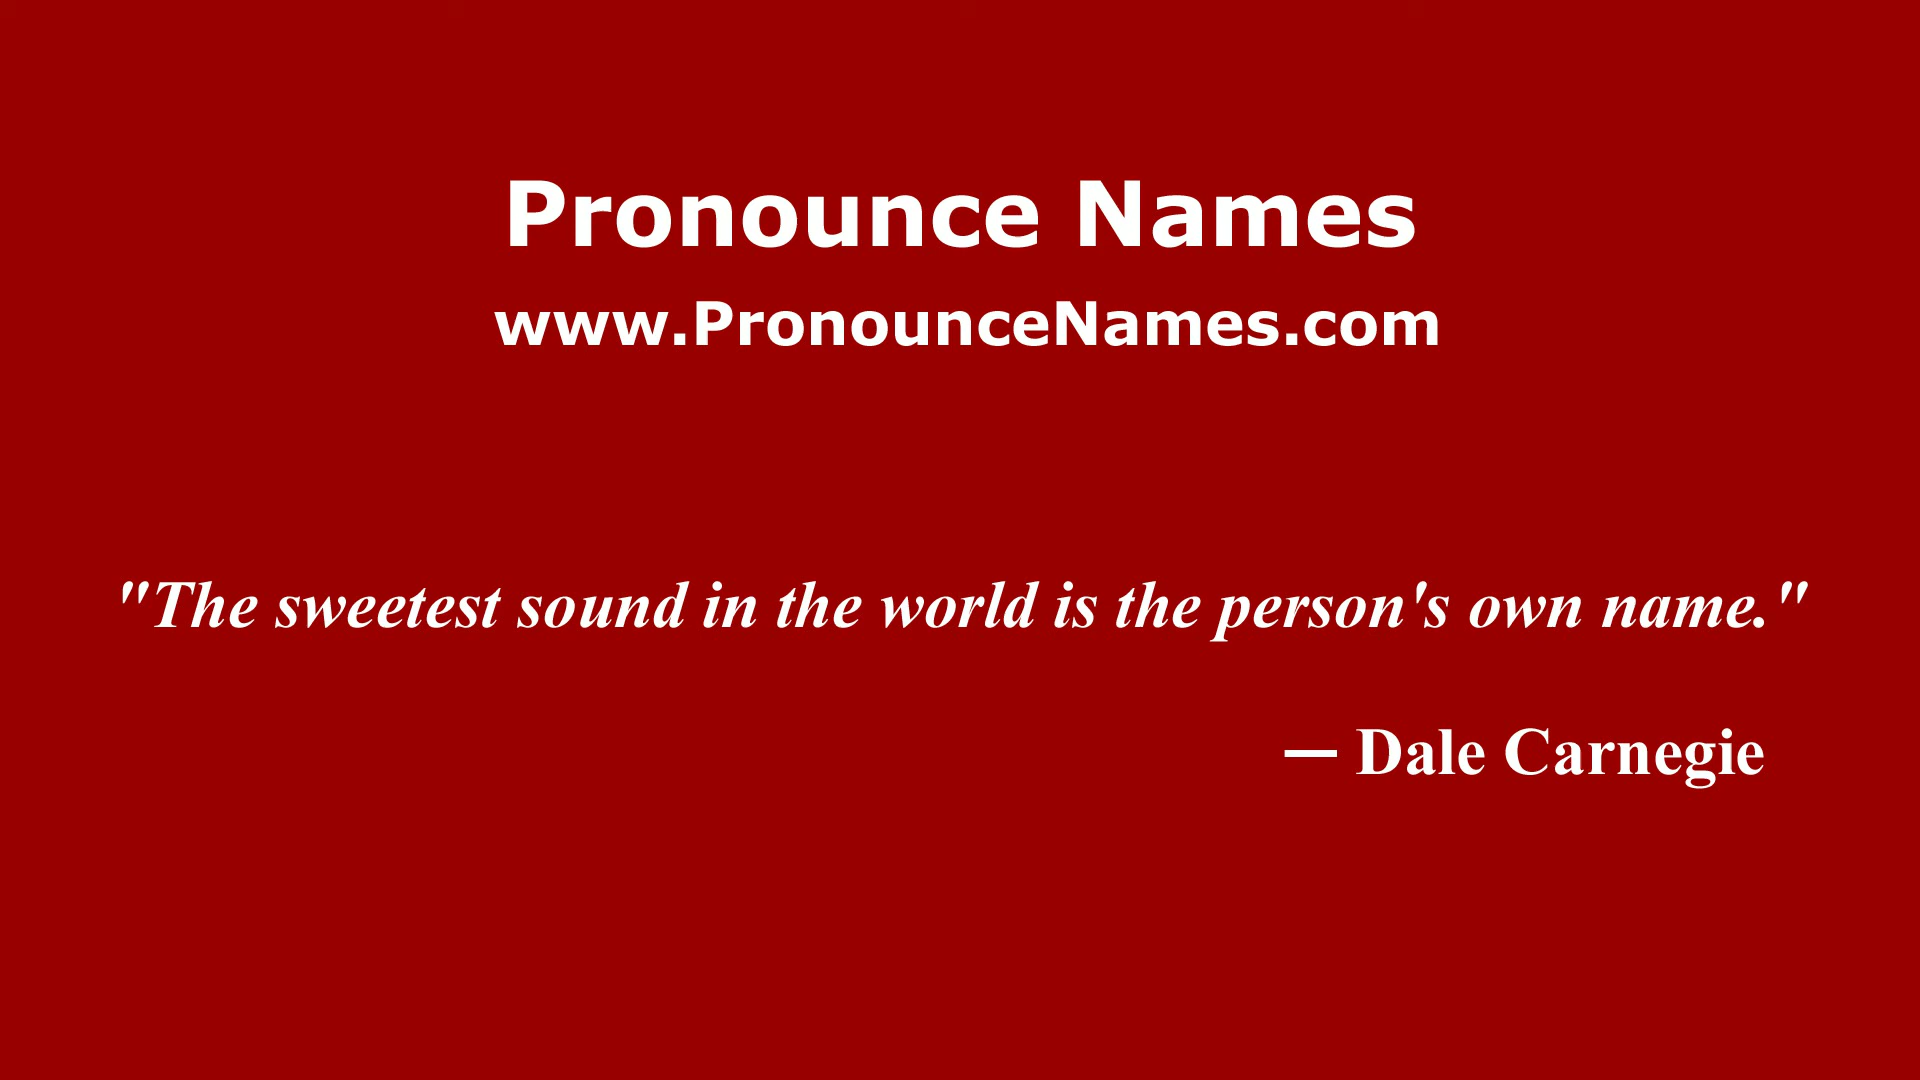 Pronounce Names
www.PronounceNames.com
"The sweetest sound in the world is the person's own name."
— Dale Carnegie